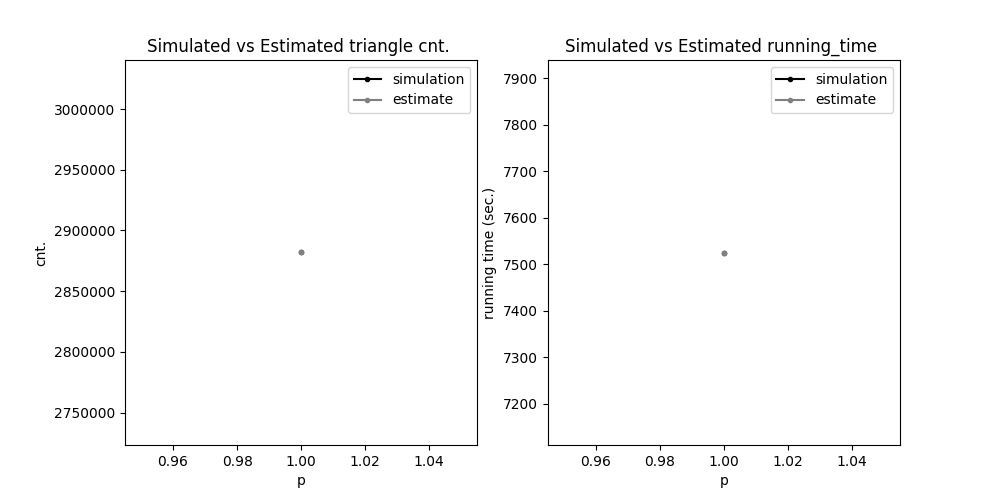 Simulated vs Estimated triangle cnt.
simulation
estimate
3000000
2950000
2900000
2850000
2800000
2750000
cnt.
0.96 0.98 1.00 1.02 1.04
p
Simulated vs Estimated running_time
simulation
estimate
7900
7800
7700
7600
7500
7400
7300
7200
running time (sec.)
0.96 0.98 1.00 1.02 1.04
p